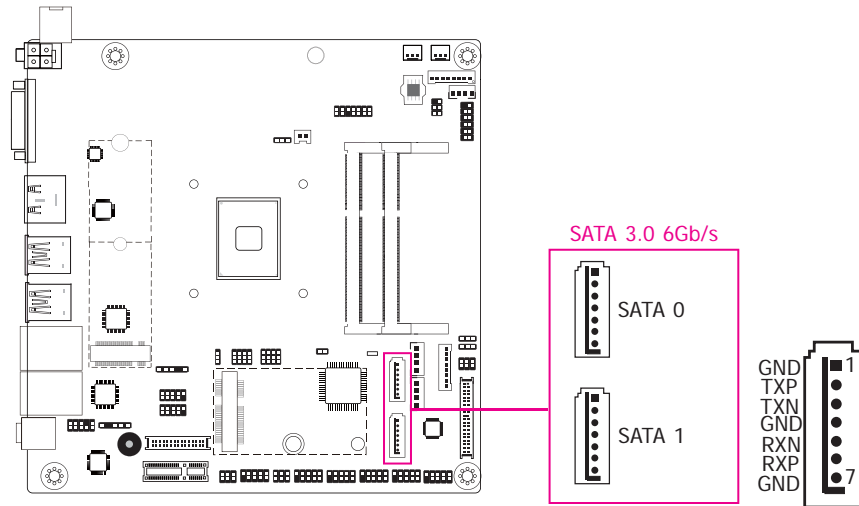 SATA 3.0 6Gb/s
SATA 0
SATA 1
GND 1
TXP
TXN
GND
RXN
RXP
GND 7